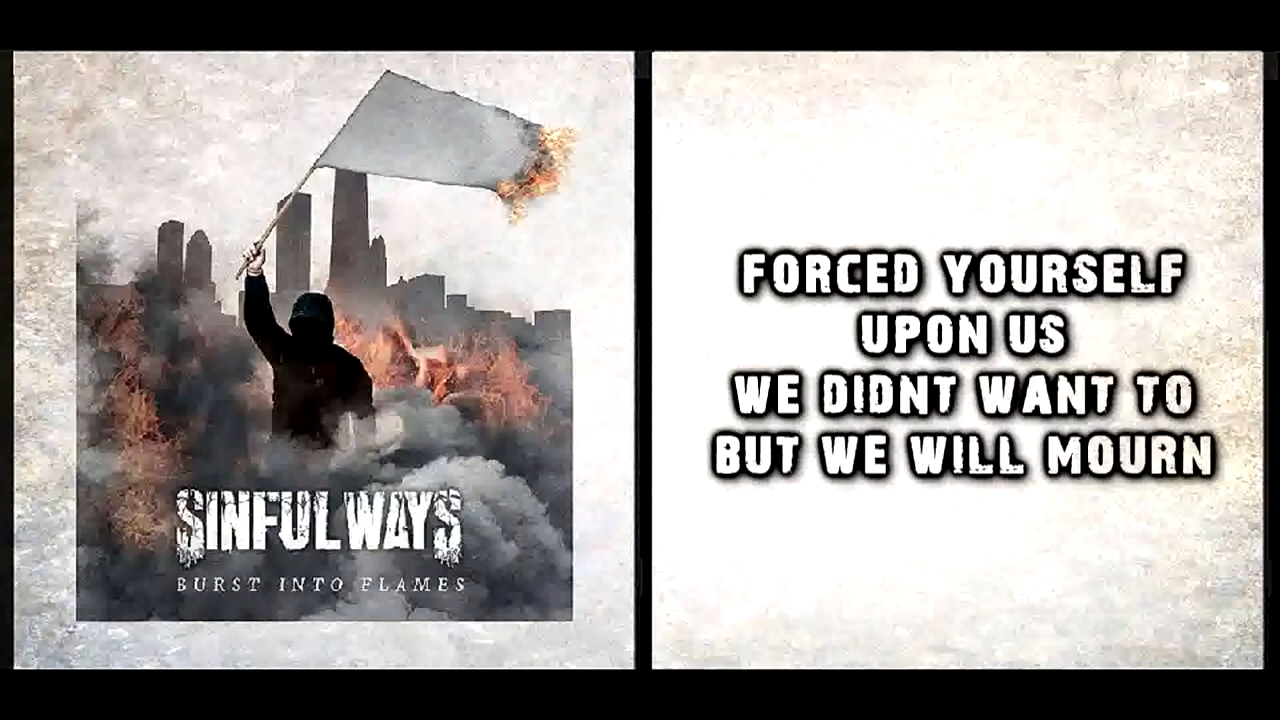 SINFUL WAYS
BURST INTO FLAMES
FORCED YOURSELF
UPON US
WE DIDNT WANT TO
BUT WE WILL MOURN